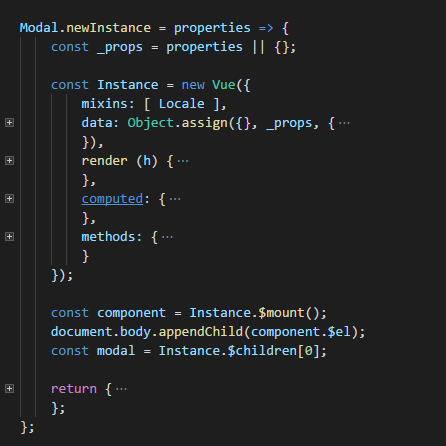 Modal.newInstance = properties => {
const _props = properties || {};
const Instance = new Vue({
mixins: [ Locale ],
data: Object.assign({}, _props, {···
}),
render (h) {···
},
computed: {···
},
methods: {···
}
});
const component = Instance.$mount();
document.body.appendChild(component.$el);
const modal = Instance.$children[0];
return {···
};
};